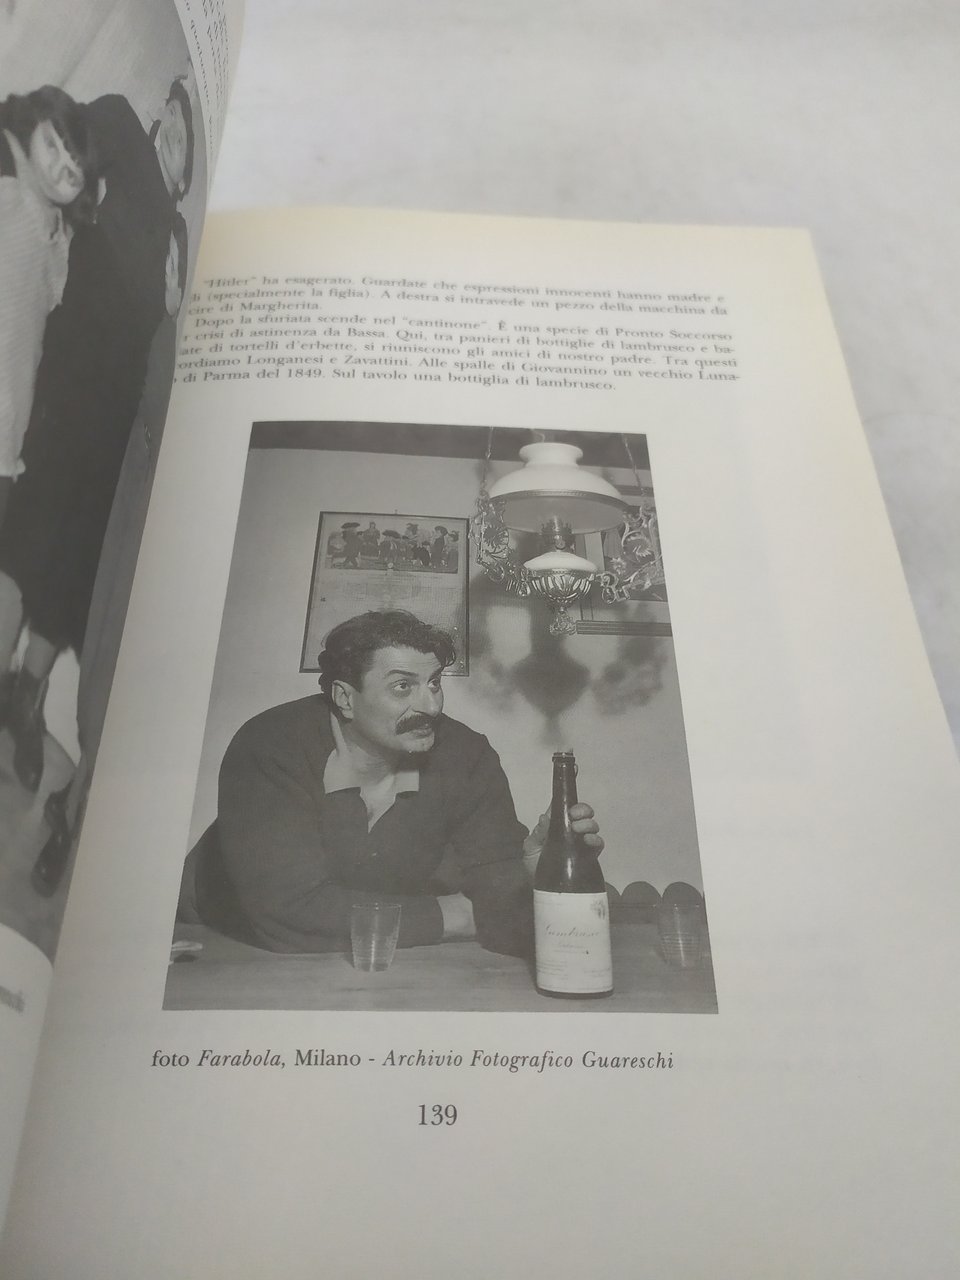 "Hitler" ha esagerato. Guardate che espressioni innocenti hanno madre e
(specialmente la figlia). A destra si intravede un pezzo della macchina da
cire di Margherita.
Dopo la sfuriata scende nel "cantinone". È una specie di Pronto Soccorso
r crisi di astinenza da Bassa. Qui, tra panieri di bottiglie di lambrusco e ba-
ate di tortelli d'erbette, si riuniscono gli amici di nostro padre. Tra questi
cordiamo Longanesi e Zavattini. Alle spalle di Giovannino un vecchio Luna-
o di Parma del 1849. Sul tavolo una bottiglia di lambrusco.
Lambrusco
foto Farabola, Milano - Archivio Fotografico Guareschi
139